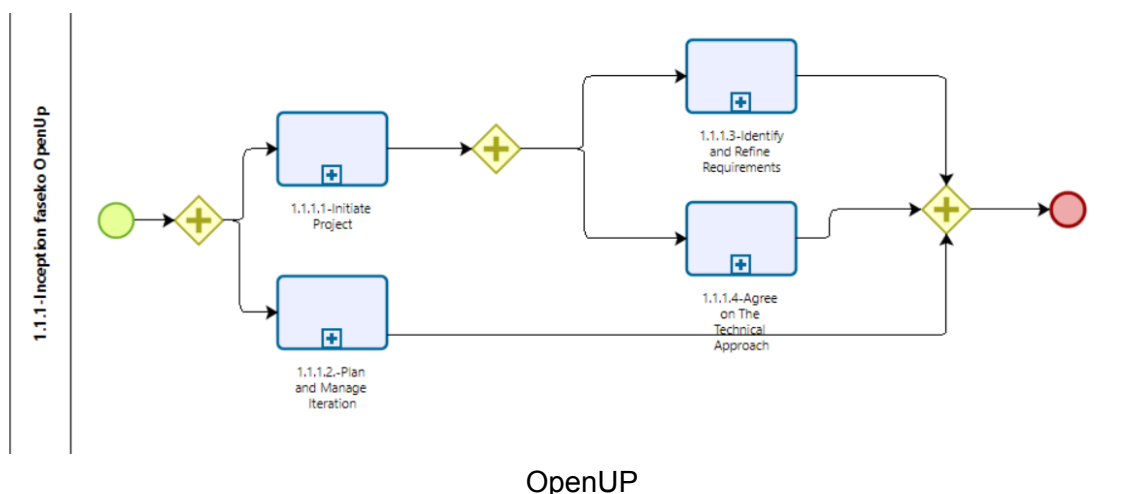 1.1.1-Inception faseko OpenUp
1.1.1.1-Initiate
Project
1.1.1.2.-Plan
and Manage
Iteration
1.1.1.3-Identify
and Refine
Requirements
1.1.1.4-Agree
on The
Technical
Approach
OpenUP